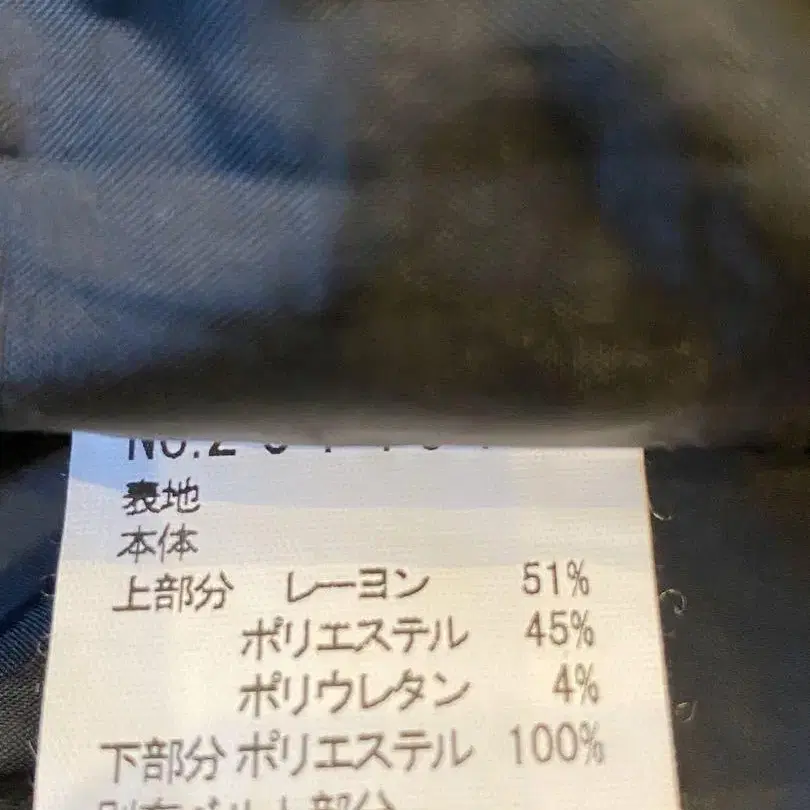 表地
本体
上部分 レーヨン 51%
ポリエステル 45%
ポリウレタン 4%
下部分 ポリエステル 100%